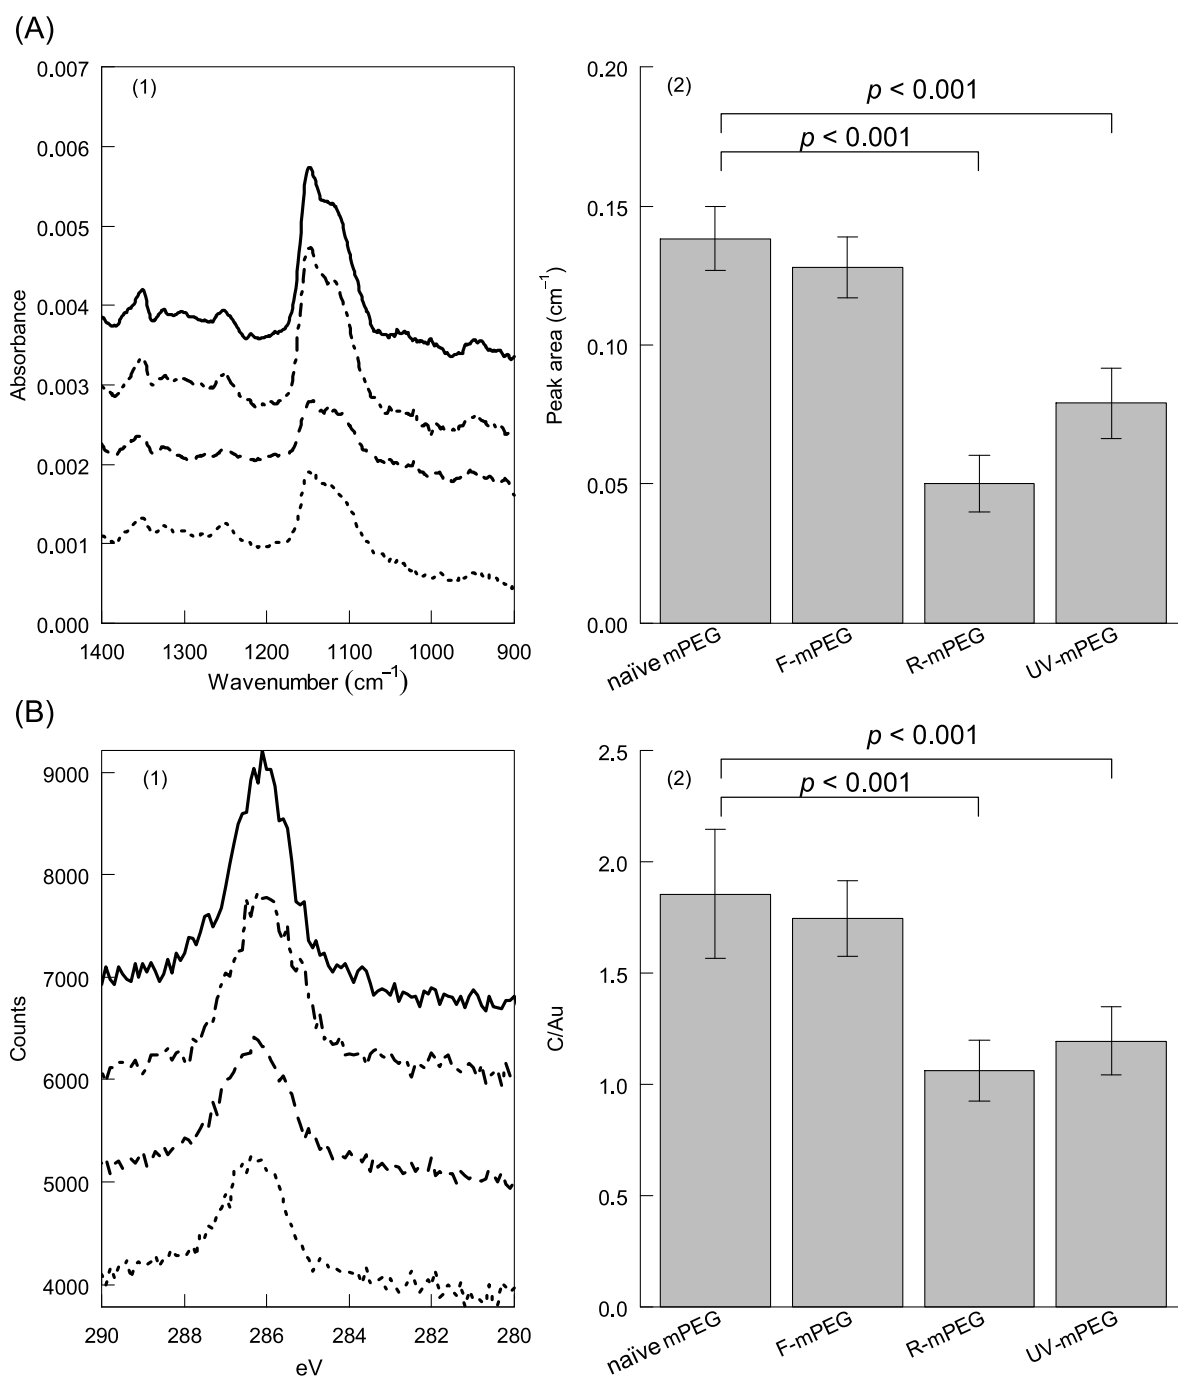 (A)
(1)
Absorbance
0.007
0.006
0.005
0.004
0.003
0.002
0.001
0.000
1400 1300 1200 1100 1000 900
Wavenumber (cm⁻¹)
(2)
p < 0.001
p < 0.001
Peak area (cm⁻¹)
0.20
0.15
0.10
0.05
0.00
naïve mPEG F-mPEG R-mPEG UV-mPEG
(B)
(1)
Counts
9000
8000
7000
6000
5000
4000
290 288 286 284 282 280
eV
(2)
p < 0.001
p < 0.001
C/Au
2.5
2.0
1.5
1.0
0.5
0.0
naïve mPEG F-mPEG R-mPEG UV-mPEG